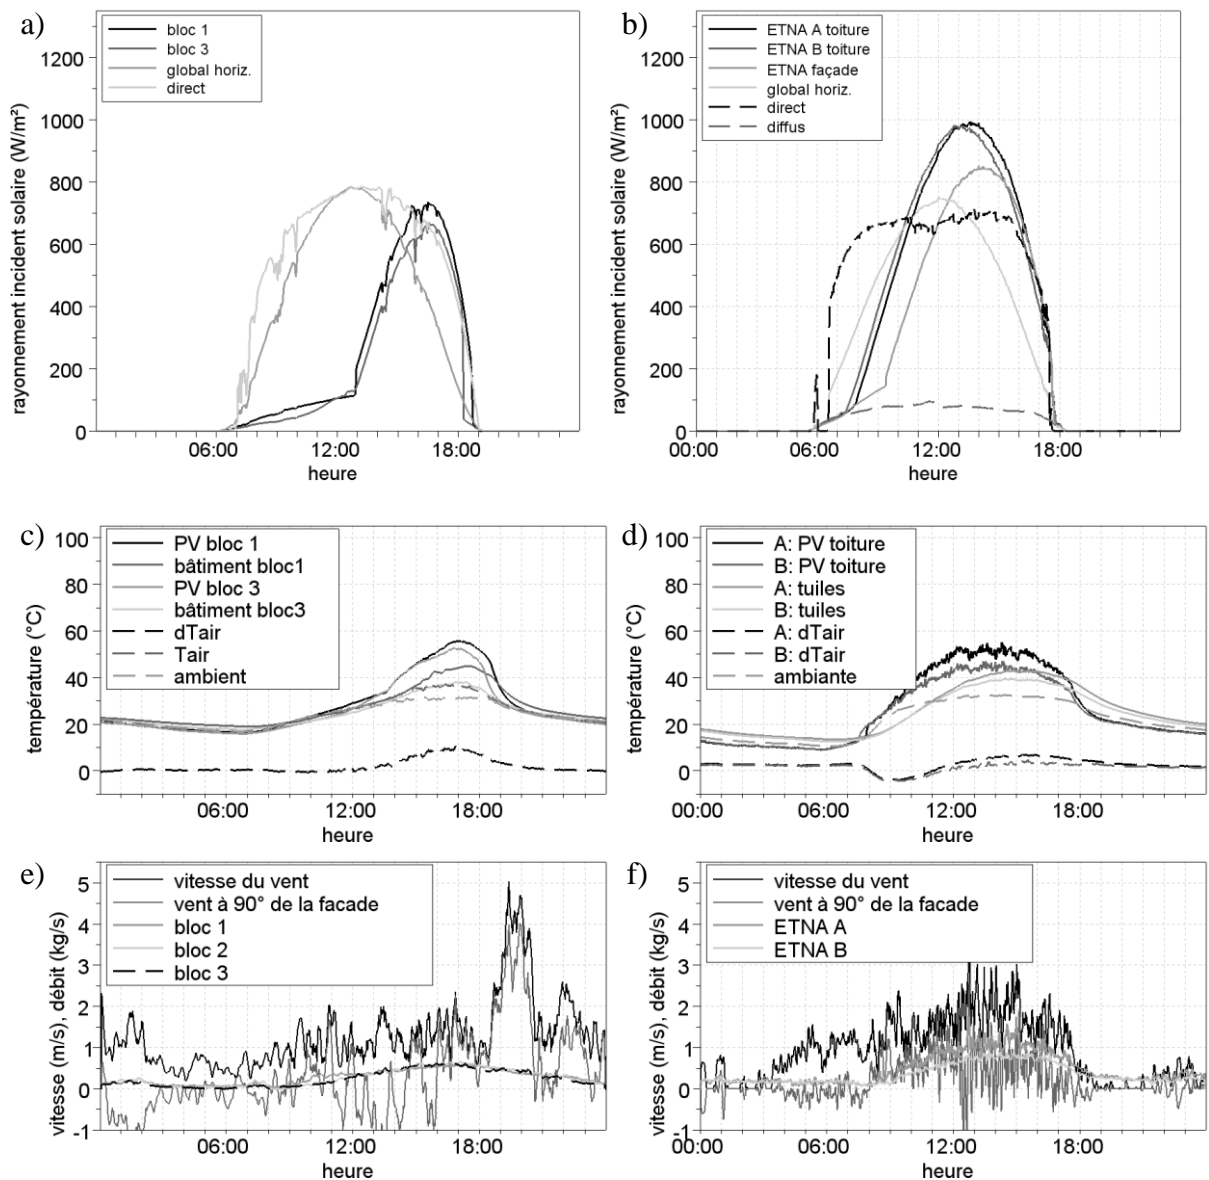 a)
bloc 1
bloc 3
global horiz.
direct
rayonnement incident solaire (W/m²)
1200
1000
800
600
400
200
0
06:00 12:00 18:00
heure
b)
ETNA A toiture
ETNA B toiture
ETNA façade
global horiz.
direct
diffus
rayonnement incident solaire (W/m²)
1200
1000
800
600
400
200
0
00:00 06:00 12:00 18:00
heure
c)
PV bloc 1
bâtiment bloc1
PV bloc 3
bâtiment bloc3
dTair
Tair
ambient
température (°C)
100
80
60
40
20
0
06:00 12:00 18:00
heure
d)
A: PV toiture
B: PV toiture
A: tuiles
B: tuiles
A: dTair
B: dTair
ambiante
température (°C)
100
80
60
40
20
0
00:00 06:00 12:00 18:00
heure
e)
vitesse du vent
vent à 90° de la facade
bloc 1
bloc 2
bloc 3
vitesse (m/s), débit (kg/s)
5
4
3
2
1
0
-1
06:00 12:00 18:00
heure
f)
vitesse du vent
vent à 90° de la facade
ETNA A
ETNA B
vitesse (m/s), débit (kg/s)
5
4
3
2
1
0
-1
00:00 06:00 12:00 18:00
heure